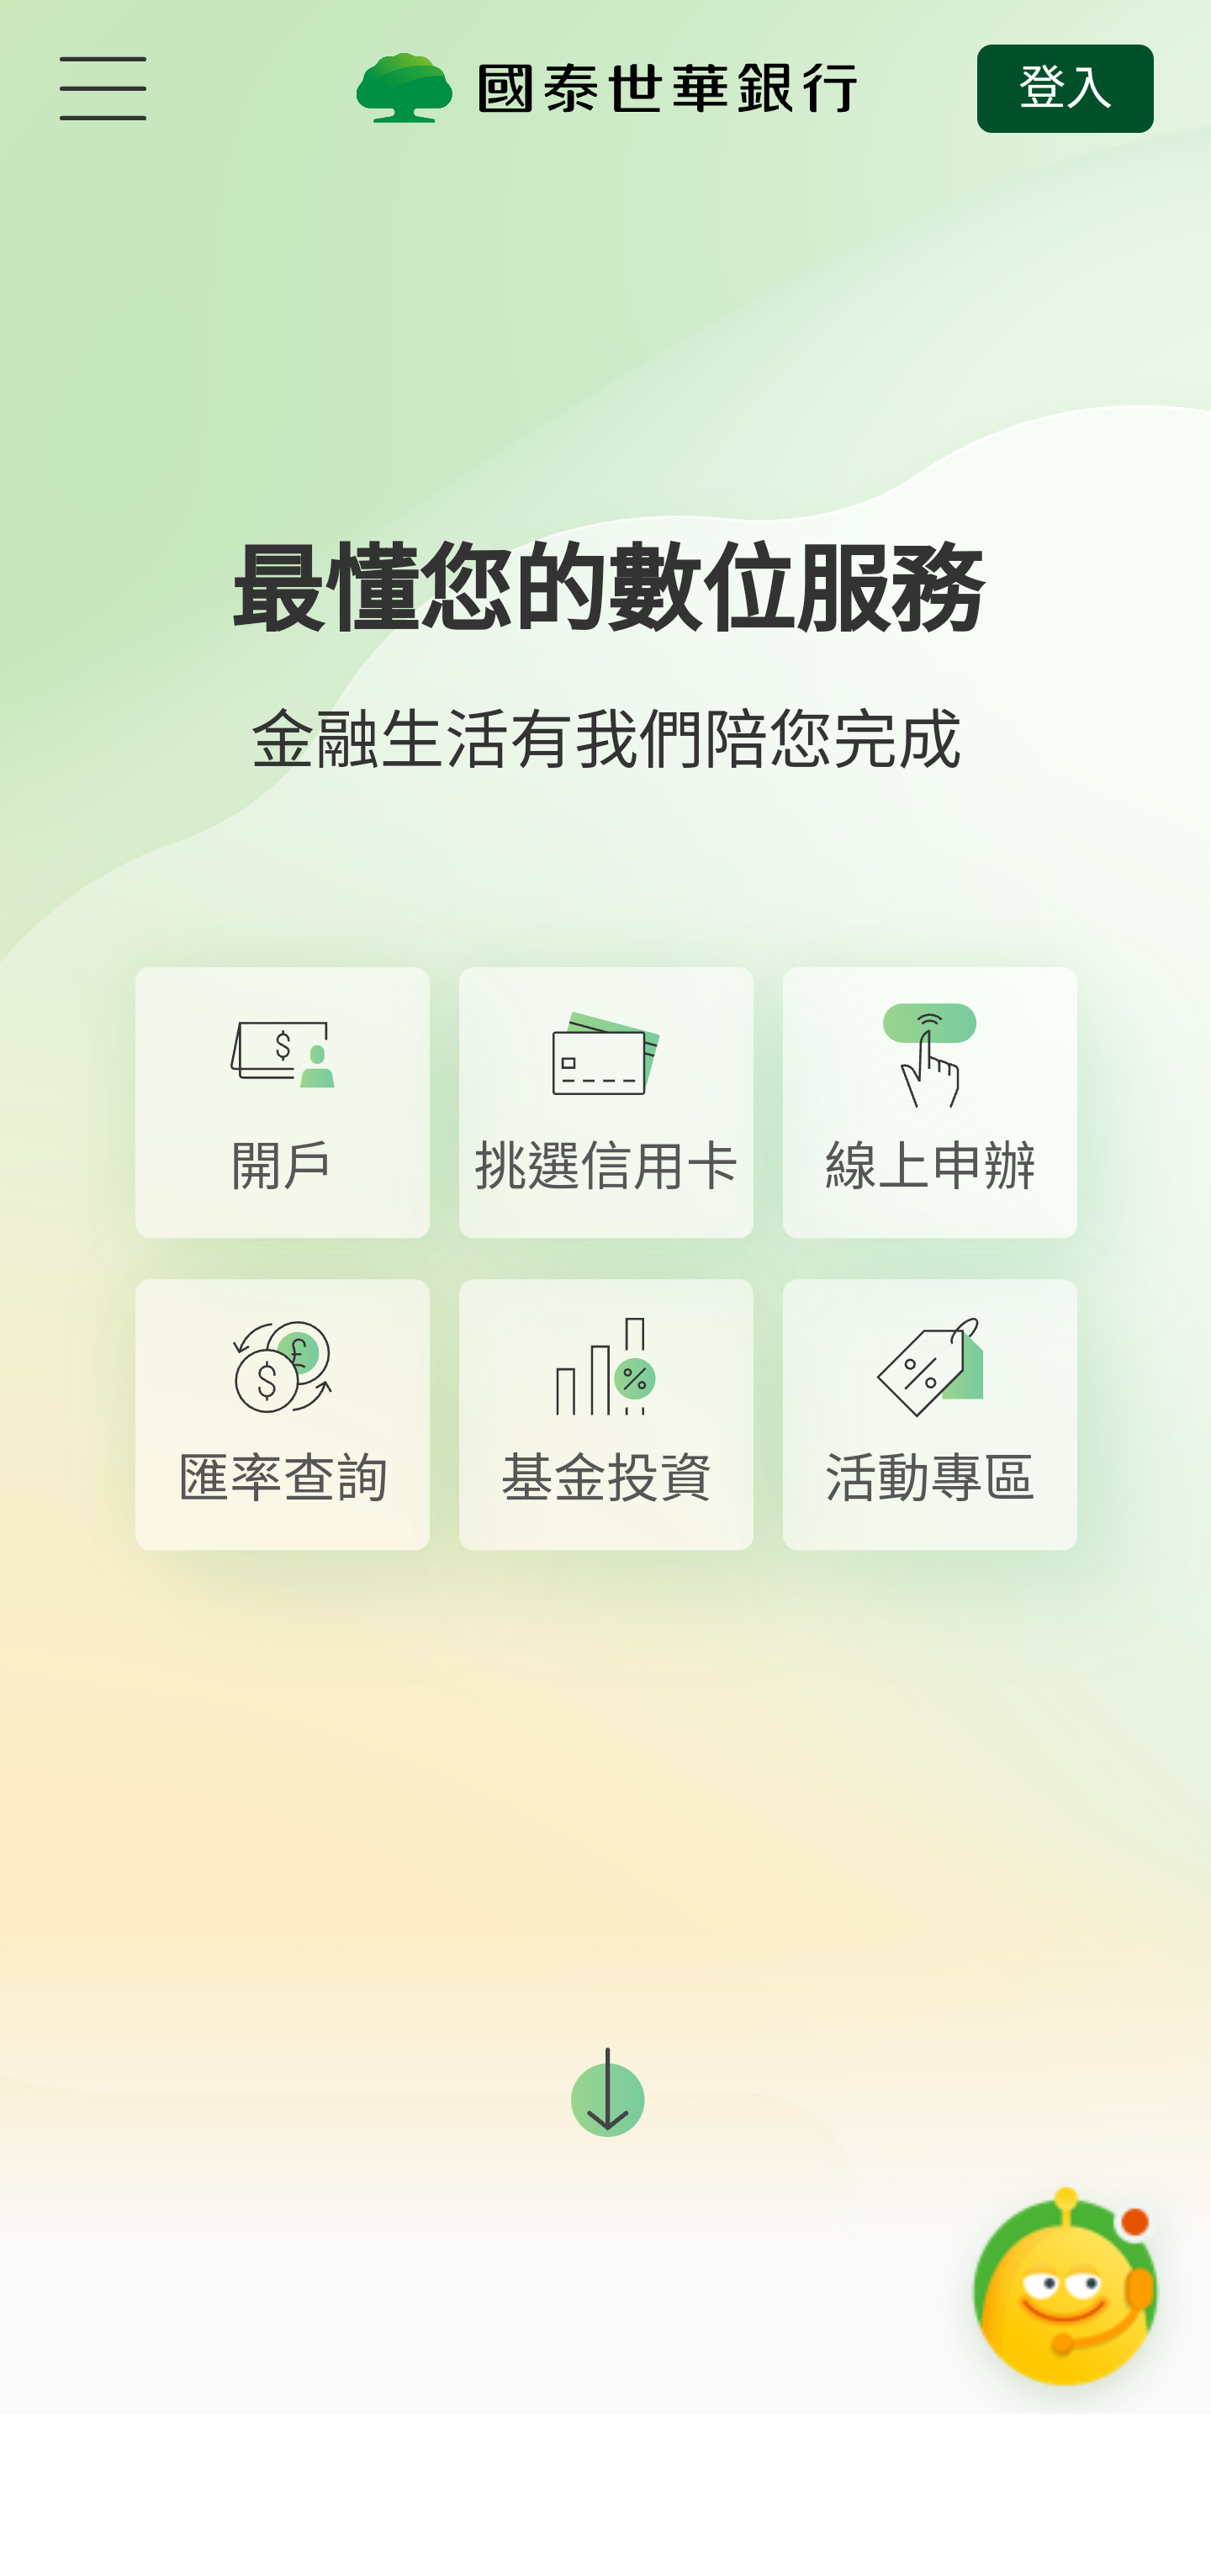 國泰世華銀行
登入
最懂您的數位服務
金融生活有我們陪您完成
開戶
挑選信用卡
線上申辦
匯率查詢
基金投資
活動專區